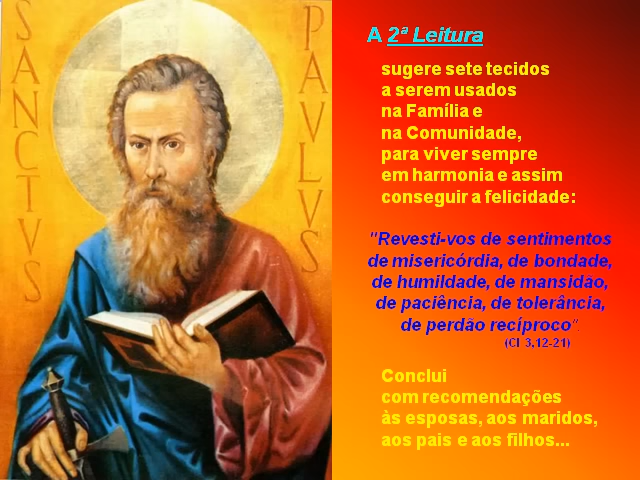 SANCTVS
PAVLVS
A 2ª Leitura
sugere sete tecidos
a serem usados
na Família e
na Comunidade,
para viver sempre
em harmonia e assim
conseguir a felicidade:
"Revesti-vos de sentimentos
de misericórdia, de bondade,
de humildade, de mansidão,
de paciência, de tolerância,
de perdão recíproco".
(Cl 3,12-21)
Conclui
com recomendações
às esposas, aos maridos,
aos pais e aos filhos...